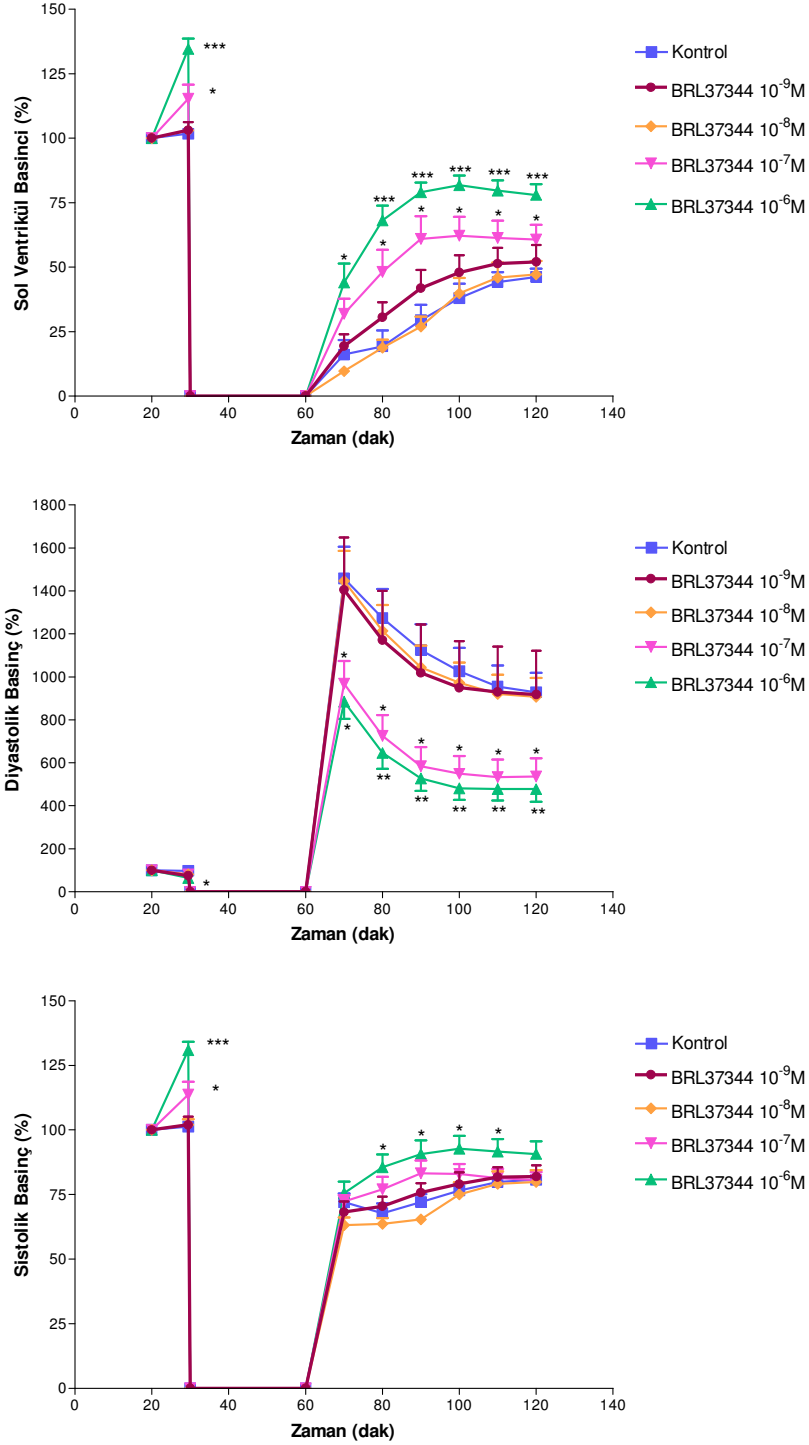 150
125
100
75
50
25
0
Sol Ventrikül Basinci (%)
*** 
*
* *** *** *** *** ***
* * * * *
0 20 40 60 80 100 120 140
Zaman (dak)
Kontrol
BRL37344 10⁻⁹M
BRL37344 10⁻⁸M
BRL37344 10⁻⁷M
BRL37344 10⁻⁶M
1800
1600
1400
1200
1000
800
600
400
200
0
Diyastolik Basinç (%)
*
* * * * * *
* ** ** ** ** **
0 20 40 60 80 100 120 140
Zaman (dak)
Kontrol
BRL37344 10⁻⁹M
BRL37344 10⁻⁸M
BRL37344 10⁻⁷M
BRL37344 10⁻⁶M
150
125
100
75
50
25
0
Sistolik Basinç (%)
***
*
* * * *
0 20 40 60 80 100 120 140
Zaman (dak)
Kontrol
BRL37344 10⁻⁹M
BRL37344 10⁻⁸M
BRL37344 10⁻⁷M
BRL37344 10⁻⁶M